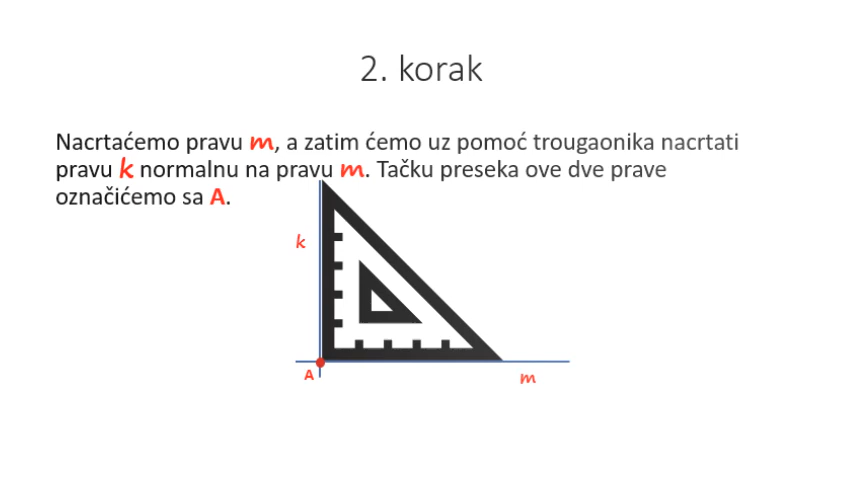 2. korak
Nacrtaćemo pravu m, a zatim ćemo uz pomoć trougaonika nacrtati
pravu k normalnu na pravu m. Tačku preseka ove dve prave
označićemo sa A.
k
A
m